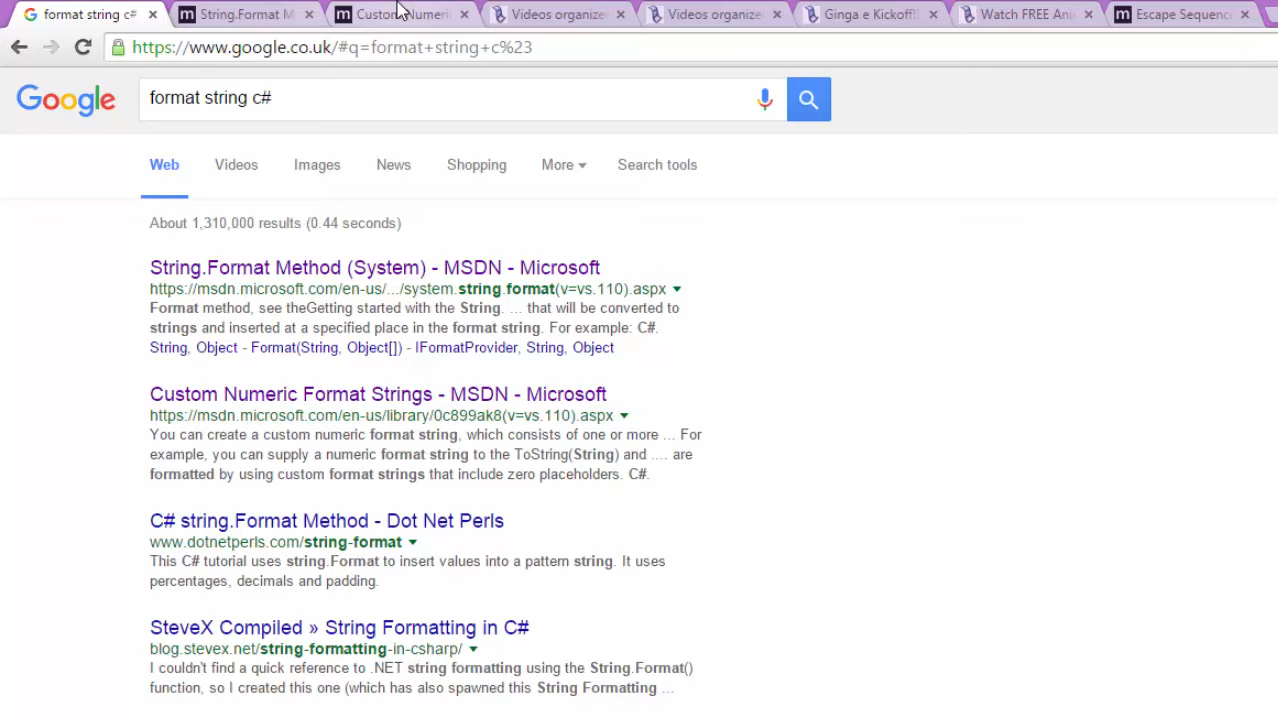 format string c#
String.Format M
Custom Numeri
Videos organize
Videos organize
Ginga e Kickoff!!
Watch FREE Ani
Escape Sequenc
https://www.google.co.uk/#q=format+string+c%23
Google
format string c#
Web Videos Images News Shopping More Search tools
About 1,310,000 results (0.44 seconds)
String.Format Method (System) - MSDN - Microsoft
https://msdn.microsoft.com/en-us/.../system.string.format(v=vs.110).aspx
Format method, see theGetting started with the String. ... that will be converted to
strings and inserted at a specified place in the format string. For example: C#.
String, Object - Format(String, Object[]) - IFormatProvider, String, Object
Custom Numeric Format Strings - MSDN - Microsoft
https://msdn.microsoft.com/en-us/library/0c899ak8(v=vs.110).aspx
You can create a custom numeric format string, which consists of one or more ... For
example, you can supply a numeric format string to the ToString(String) and .... are
formatted by using custom format strings that include zero placeholders. C#.
C# string.Format Method - Dot Net Perls
www.dotnetperls.com/string-format
This C# tutorial uses string.Format to insert values into a pattern string. It uses
percentages, decimals and padding.
SteveX Compiled » String Formatting in C#
blog.stevex.net/string-formatting-in-csharp/
I couldn't find a quick reference to .NET string formatting using the String.Format()
function, so I created this one (which has also spawned this String Formatting ...